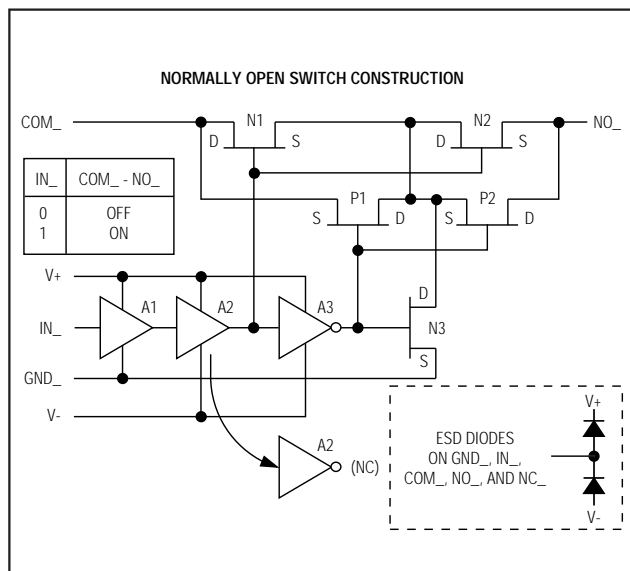 NORMALLY OPEN SWITCH CONSTRUCTION
COM_
N1
N2
NO_
D
S
D
S
IN_ COM_ - NO_
0 OFF
1 ON
P1
P2
S
D
S
D
V+
A1
A2
A3
D
N3
S
IN_
GND_
V-
A2
(NC)
V+
ESD DIODES
ON GND_, IN_,
COM_, NO_, AND NC_
V-